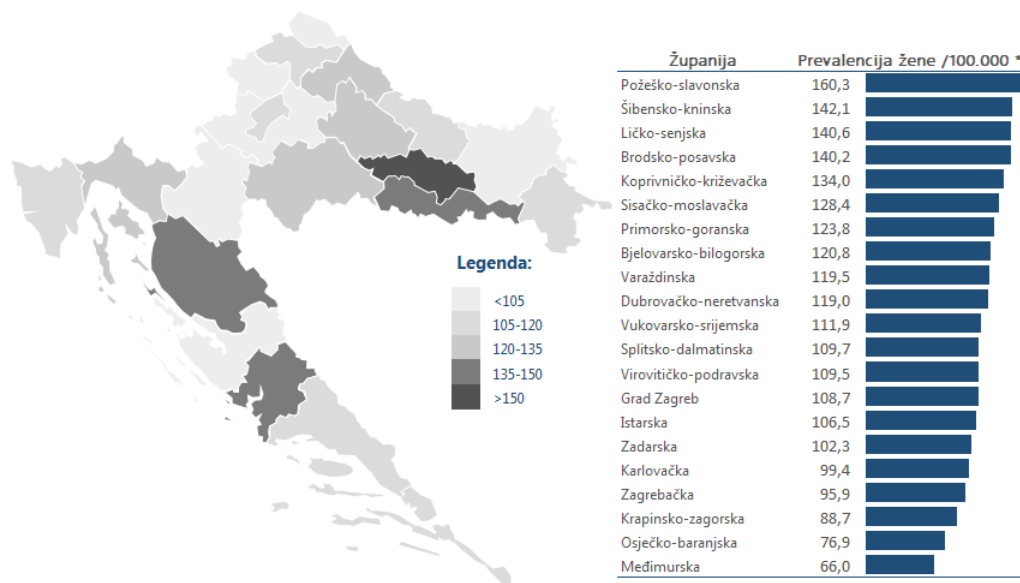 Županija Prevalencija žene /100.000 *
Požeško-slavonska 160,3
Šibensko-kninska 142,1
Ličko-senjska 140,6
Brodsko-posavska 140,2
Koprivničko-križevačka 134,0
Sisačko-moslavačka 128,4
Primorsko-goranska 123,8
Bjelovarsko-bilogorska 120,8
Varaždinska 119,5
Dubrovačko-neretvanska 119,0
Vukovarsko-srijemska 111,9
Splitsko-dalmatinska 109,7
Virovitičko-podravska 109,5
Grad Zagreb 108,7
Istarska 106,5
Zadarska 102,3
Karlovačka 99,4
Zagrebačka 95,9
Krapinsko-zagorska 88,7
Osječko-baranjska 76,9
Međimurska 66,0
Legenda:
<105
105-120
120-135
135-150
>150